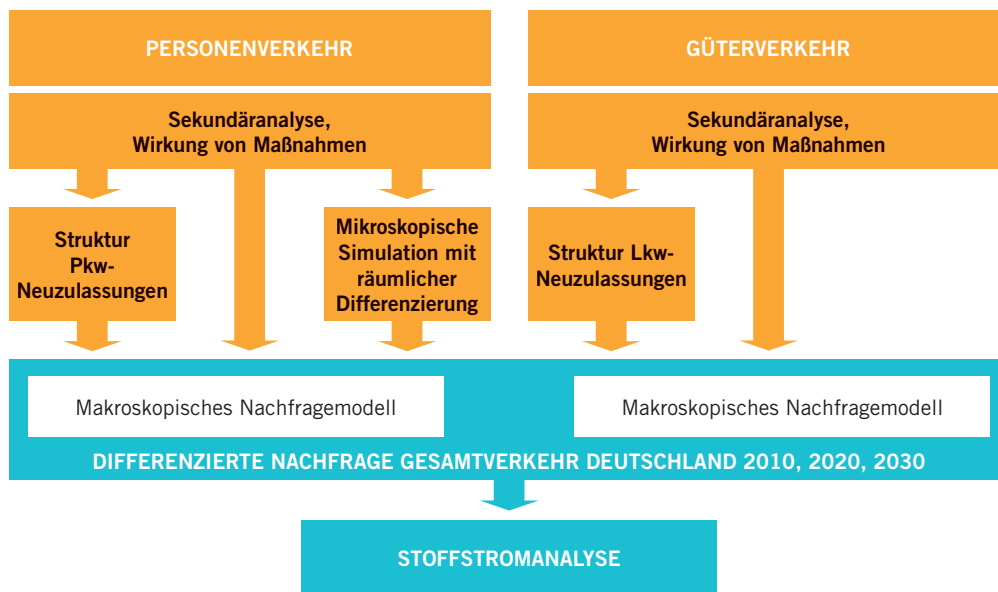 PERSONENVERKEHR
Sekundäranalyse,
Wirkung von Maßnahmen
Struktur
Pkw-
Neuzulassungen
Mikroskopische
Simulation mit
räumlicher
Differenzierung
GÜTERVERKEHR
Sekundäranalyse,
Wirkung von Maßnahmen
Struktur Lkw-
Neuzulassungen
Makroskopisches Nachfragemodell
Makroskopisches Nachfragemodell
DIFFERENZIERTE NACHFRAGE GESAMTVERKEHR DEUTSCHLAND 2010, 2020, 2030
STOFFSTROMANALYSE